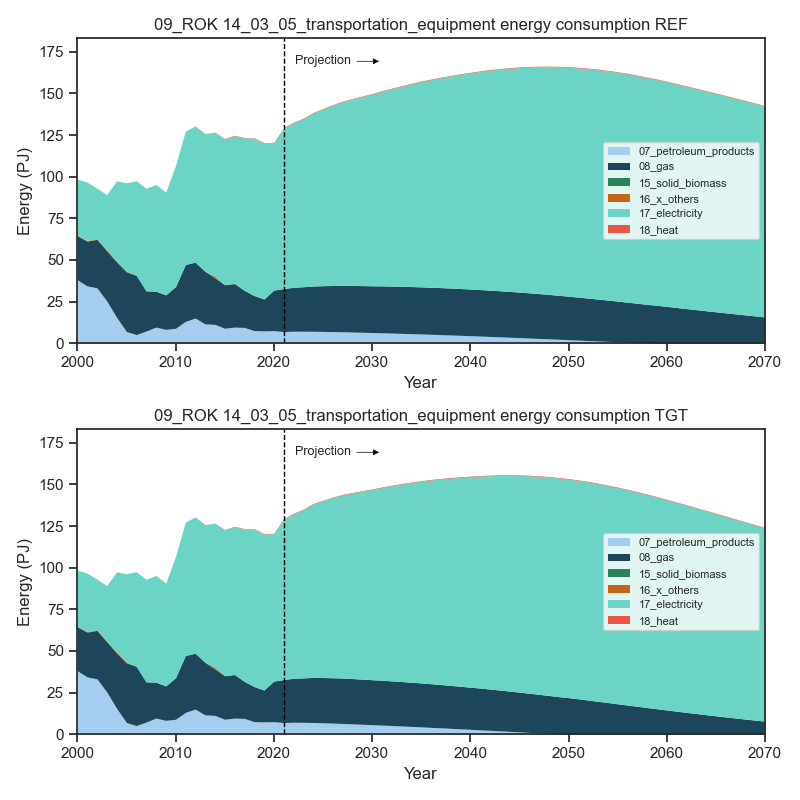 09_ROK 14_03_05_transportation_equipment energy consumption REF
175
150
125
100
75
50
25
0
Energy (PJ)
Projection
07_petroleum_products
08_gas
15_solid_biomass
16_x_others
17_electricity
18_heat
2000 2010 2020 2030 2040 2050 2060 2070
Year
09_ROK 14_03_05_transportation_equipment energy consumption TGT
175
150
125
100
75
50
25
0
Energy (PJ)
Projection
07_petroleum_products
08_gas
15_solid_biomass
16_x_others
17_electricity
18_heat
2000 2010 2020 2030 2040 2050 2060 2070
Year